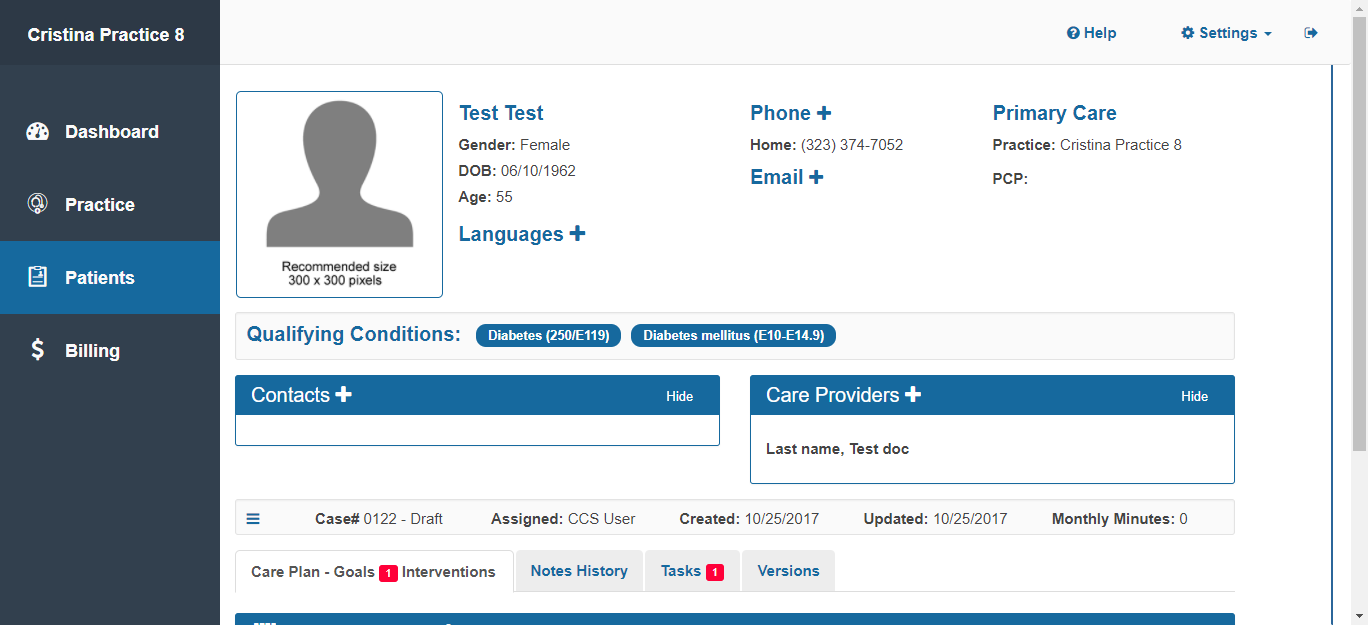 Cristina Practice 8
Help
Settings
Dashboard
Practice
Patients
Billing
Recommended size
300 x 300 pixels
Test Test
Gender: Female
DOB: 06/10/1962
Age: 55
Languages
Phone
Home: (323) 374-7052
Email
Primary Care
Practice: Cristina Practice 8
PCP:
Qualifying Conditions: Diabetes (250/E119) Diabetes mellitus (E10-E14.9)
Contacts Hide
Care Providers Hide
Last name, Test doc
Case# 0122 - Draft Assigned: CCS User Created: 10/25/2017 Updated: 10/25/2017 Monthly Minutes: 0
Care Plan - Goals 1 Interventions Notes History Tasks 1 Versions